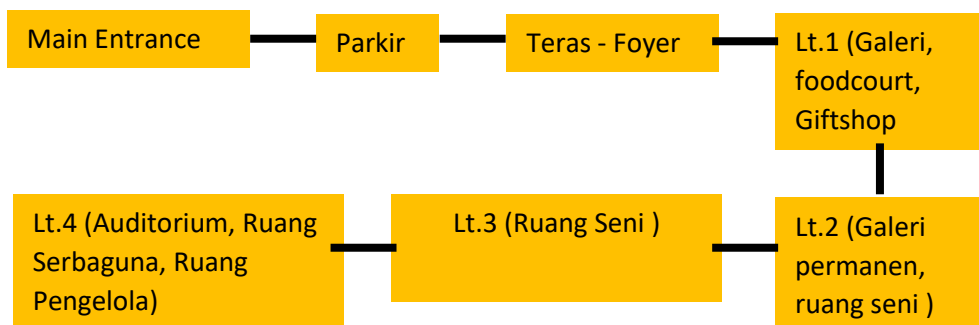 Main Entrance
Parkir
Teras - Foyer
Lt.1 (Galeri,
foodcourt,
Giftshop
Lt.2 (Galeri
permanen,
ruang seni )
Lt.3 (Ruang Seni )
Lt.4 (Auditorium, Ruang
Serbaguna, Ruang
Pengelola)